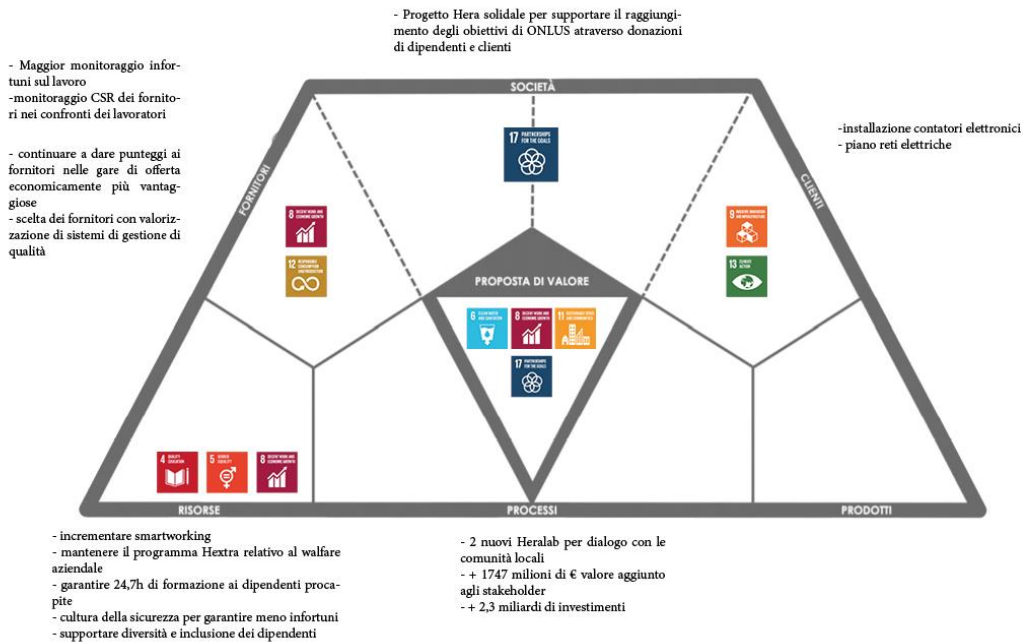 - Progetto Hera solidale per supportare il raggiungi-
mento degli obiettivi di ONLUS atraverso donazioni
di dipendenti e clienti
- Maggior monitoraggio infor-
tuni sul lavoro
-monitoraggio CSR dei fornito-
ri nei confronti dei lavoratori
- continuare a dare punteggi ai
fornitori nelle gare di offerta
economicamente più vantag-
giose
- scelta dei fornitori con valoriz-
zazione di sistemi di gestione di
qualità
SOCIETÀ
-installazione contatori elettronici
- piano reti elettriche
FORNITORI
CLIENTI
17 PARTNERSHIPS
FOR THE GOALS
8 DECENT WORK AND
ECONOMIC GROWTH
12 RESPONSIBLE
CONSUMPTION
AND PRODUCTION
9 INDUSTRY, INNOVATION
AND INFRASTRUCTURE
13 CLIMATE
ACTION
PROPOSTA DI VALORE
6 CLEAN WATER
AND SANITATION
8 DECENT WORK AND
ECONOMIC GROWTH
11 SUSTAINABLE CITIES
AND COMMUNITIES
17 PARTNERSHIPS
FOR THE GOALS
4 QUALITY
EDUCATION
5 GENDER
EQUALITY
8 DECENT WORK AND
ECONOMIC GROWTH
RISORSE
PROCESSI
PRODOTTI
- incrementare smartworking
- mantenere il programma Hextra relativo al walfare
aziendale
- garantire 24,7h di formazione ai dipendenti proca-
pite
- cultura della sicurezza per garantire meno infortuni
- supportare diversità e inclusione dei dipendenti
- 2 nuovi Heralab per dialogo con le
comunità locali
- + 1747 milioni di € valore aggiunto
agli stakeholder
- + 2,3 miliardi di investimenti